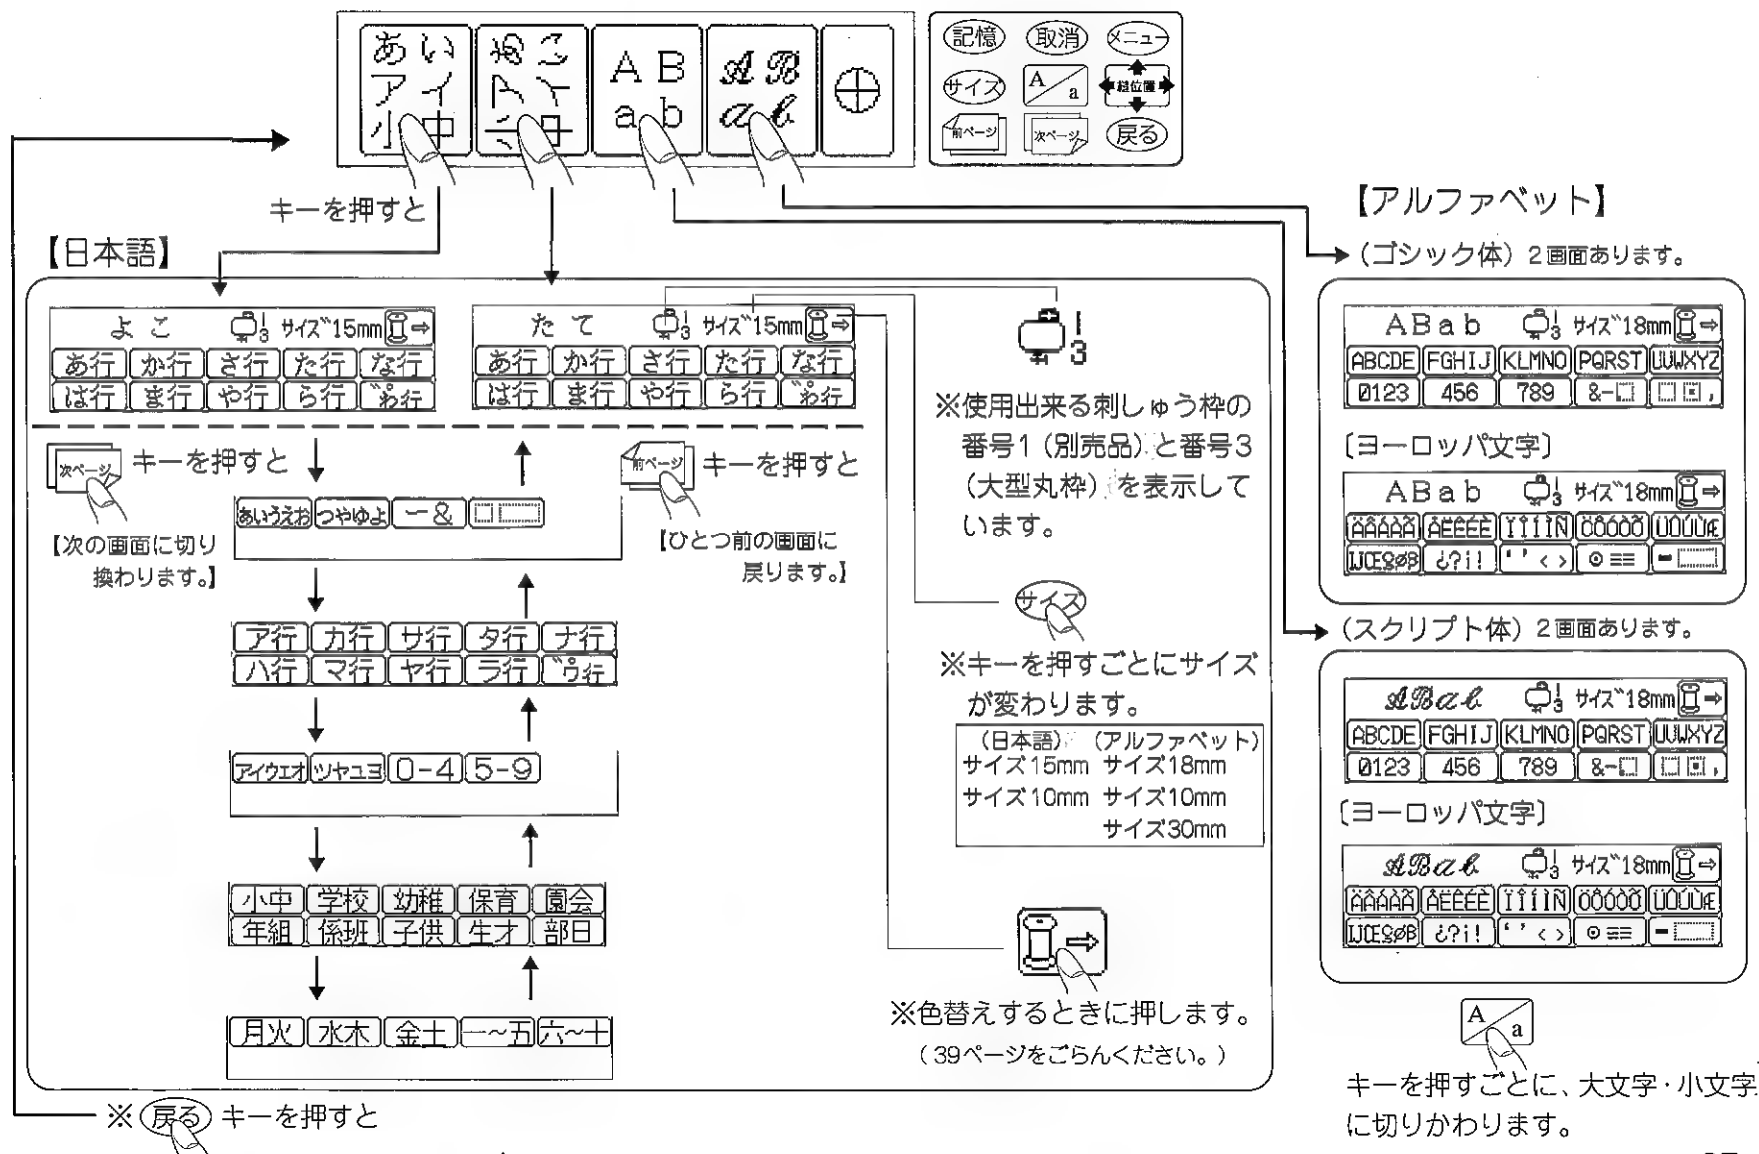 あ い
ア イ
小 中
A B
a b
A B
a b
記憶
取消
メニュー
サイズ
A a
縫位置
前ページ
次ページ
戻る
キーを押すと
【日本語】
よこ 1 3 サイズ15mm
あ行 か行 さ行 た行 な行
は行 ま行 や行 ら行 わ行
たて 1 3 サイズ15mm
あ行 か行 さ行 た行 な行
は行 ま行 や行 ら行 わ行
次ページ キーを押すと
【次の画面に切り
換わります。】
前ページ キーを押すと
【ひとつ前の画面に
戻ります。】
あいうえお つやゆよ ー&
ア行 カ行 サ行 タ行 ナ行
ハ行 マ行 ヤ行 ラ行 ワ行
アイウエオ ツヤユヨ 0-4 5-9
小中 学校 幼稚 保育 園会
年組 係班 子供 生才 部日
月火 水木 金土 一~五 六~十
※戻る キーを押すと
1
3
※使用出来る刺しゅう枠の
番号1(別売品)と番号3
(大型丸枠)を表示して
います。
サイズ
※キーを押すごとにサイズ
が変わります。
(日本語) (アルファベット)
サイズ15mm サイズ18mm
サイズ10mm サイズ10mm
サイズ30mm
※色替えするときに押します。
(39ページをごらんください。)
【アルファベット】
(ゴシック体)2画面あります。
ABab 1 3 サイズ18mm
ABCDE FGHIJ KLMNO PQRST UVWXYZ
0123 456 789 &- ,
〔ヨーロッパ文字〕
ABab 1 3 サイズ18mm
¿?¡! ‘ ’ < >
(スクリプト体)2画面あります。
ABab 1 3 サイズ18mm
ABCDE FGHIJ KLMNO PQRST UVWXYZ
0123 456 789 &- ,
〔ヨーロッパ文字〕
ABab 1 3 サイズ18mm
¿?¡! ‘ ’ < >
A a
キーを押すごとに、大文字・小文字
に切りかわります。